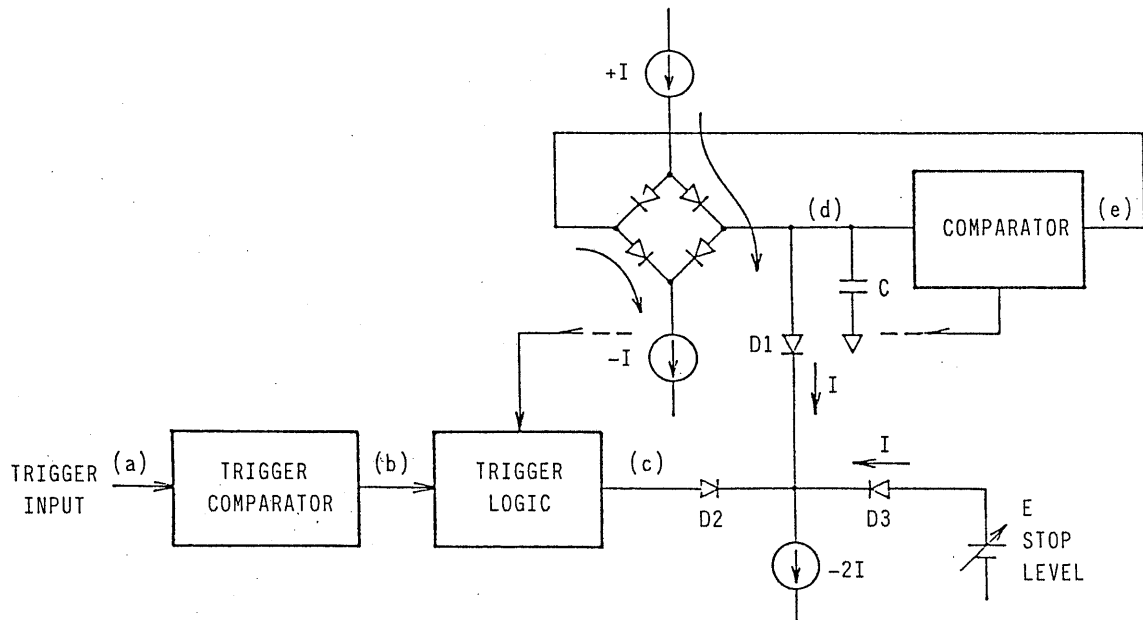 +I
(d)
COMPARATOR
(e)
C
-I
D1
I
TRIGGER
INPUT
(a)
TRIGGER
COMPARATOR
(b)
TRIGGER
LOGIC
(c)
D2
I
D3
E
STOP
LEVEL
-2I